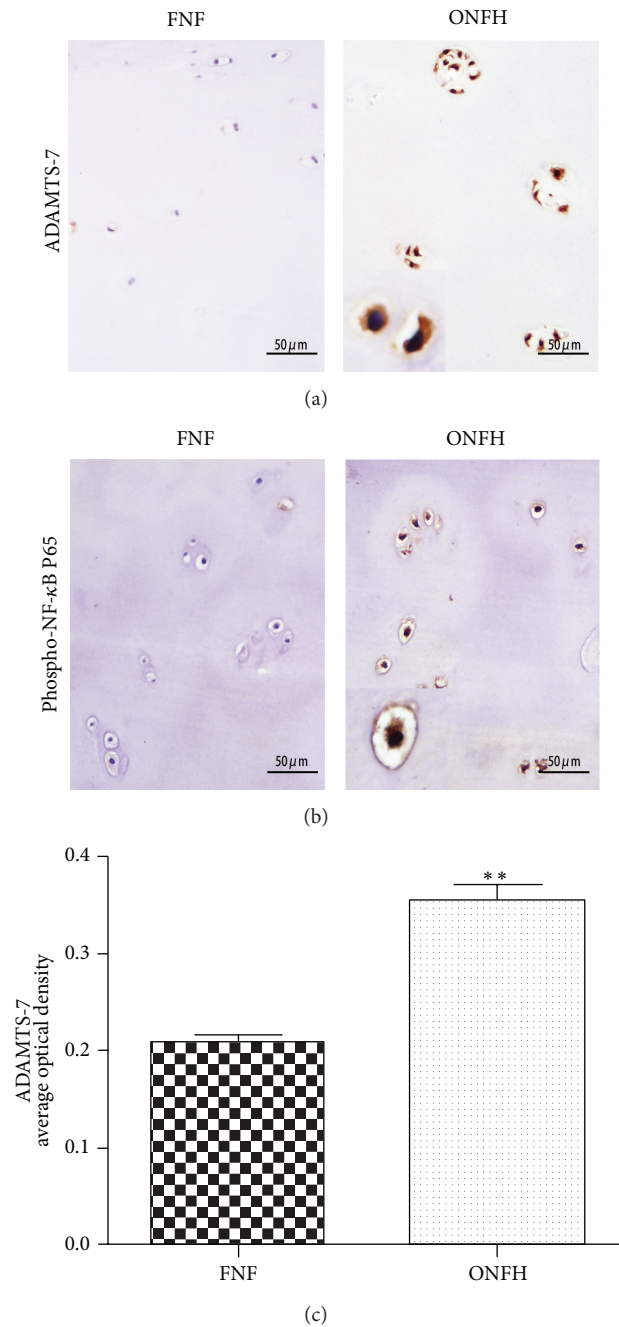 FNF ONFH
ADAMTS-7
50 μm 50 μm
(a)
FNF ONFH
Phospho-NF-κB P65
50 μm 50 μm
(b)
0.4
**
0.3
ADAMTS-7
average optical density
0.2
0.1
0.0
FNF ONFH
(c)